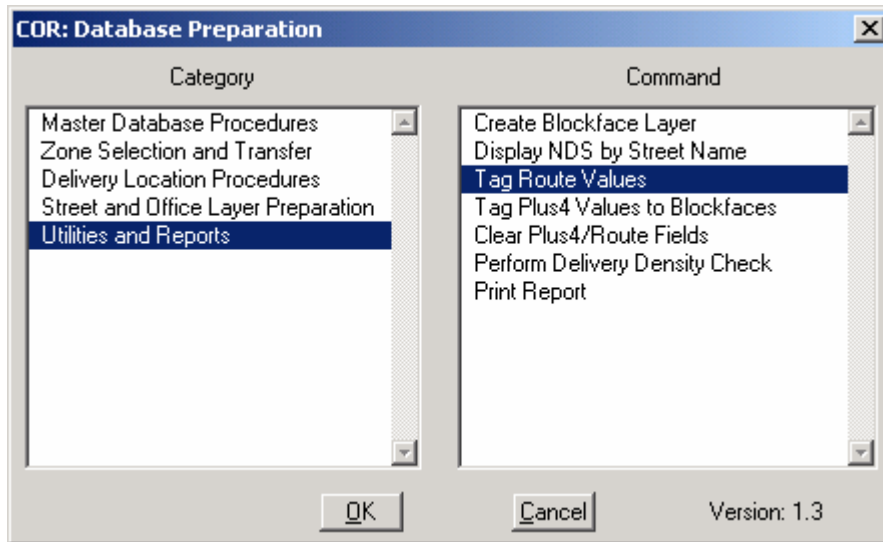 COR: Database Preparation
Category
Command
Master Database Procedures
Zone Selection and Transfer
Delivery Location Procedures
Street and Office Layer Preparation
Utilities and Reports
Create Blockface Layer
Display NDS by Street Name
Tag Route Values
Tag Plus4 Values to Blockfaces
Clear Plus4/Route Fields
Perform Delivery Density Check
Print Report
OK
Cancel
Version: 1.3